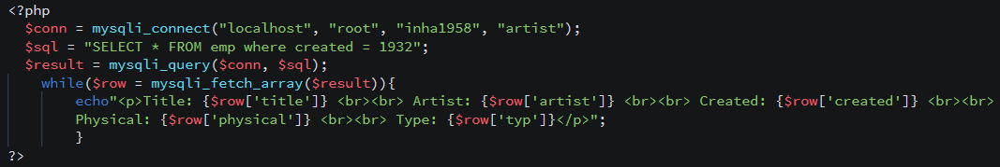 <?php
$conn = mysqli_connect("localhost", "root", "inha1958", "artist");
$sql = "SELECT * FROM emp where created = 1932";
$result = mysqli_query($conn, $sql);
while($row = mysqli_fetch_array($result)){
echo"<p>Title: {$row['title']} <br><br> Artist: {$row['artist']} <br><br> Created: {$row['created']} <br><br>
Physical: {$row['physical']} <br><br> Type: {$row['typ']}</p>";
}
?>